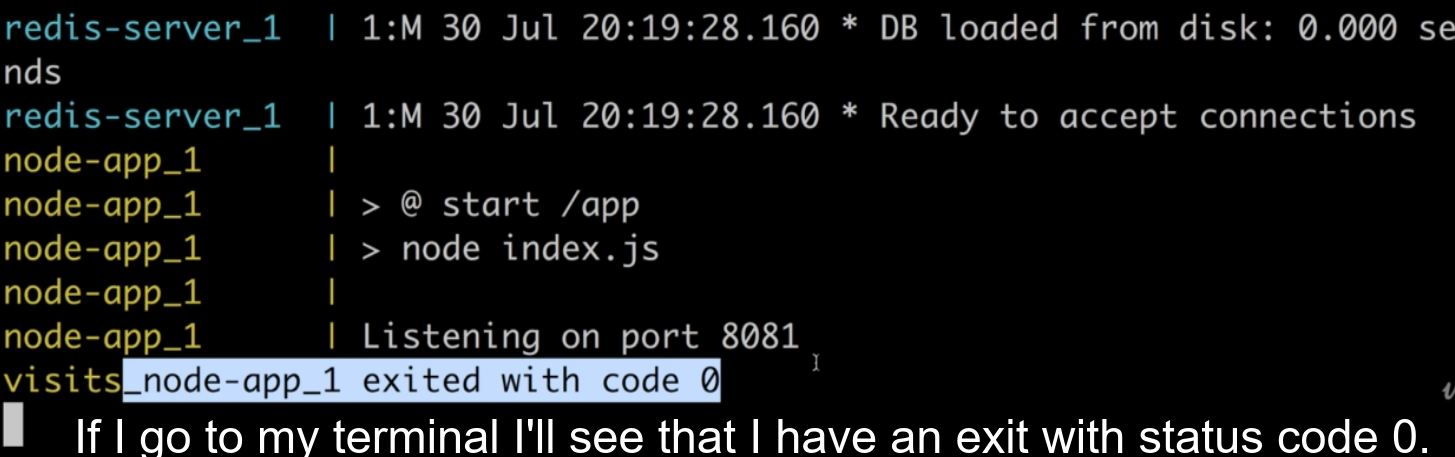 redis-server_1 | 1:M 30 Jul 20:19:28.160 * DB loaded from disk: 0.000 se
nds
redis-server_1 | 1:M 30 Jul 20:19:28.160 * Ready to accept connections
node-app_1 |
node-app_1 | > @ start /app
node-app_1 | > node index.js
node-app_1 |
node-app_1 | Listening on port 8081
visits_node-app_1 exited with code 0
If I go to my terminal I'll see that I have an exit with status code 0.